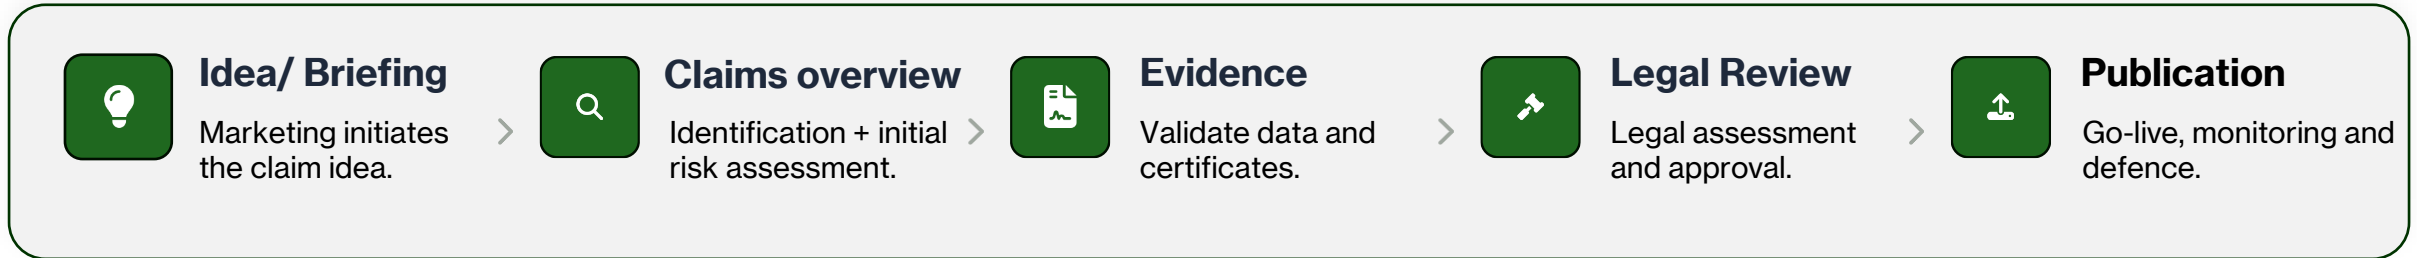 Idea/ Briefing
Marketing initiates
the claim idea.
Claims overview
Identification + initial
risk assessment.
Evidence
Validate data and
certificates.
Legal Review
Legal assessment
and approval.
Publication
Go-live, monitoring and
defence.